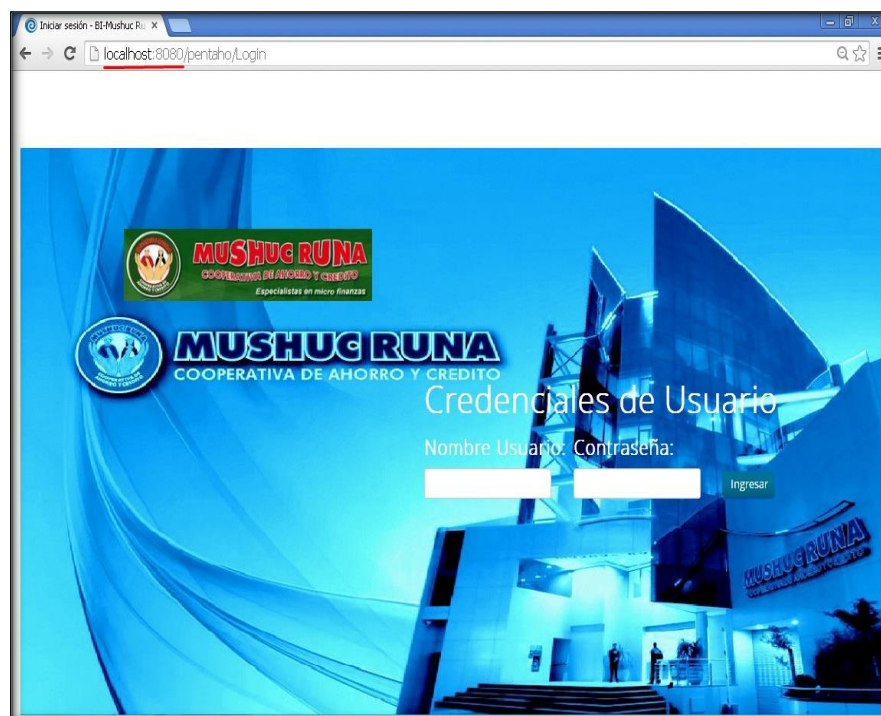 Iniciar sesión - BI-Mushuc Ru
localhost:8080/pentaho/Login
MUSHUC RUNA
COOPERATIVA DE AHORRO Y CREDITO
Especialistas en micro finanzas
MUSHUC RUNA
COOPERATIVA DE AHORRO Y CREDITO
Credenciales de Usuario
Nombre Usuario: Contraseña:
Ingresar
MUSHUC RUNA